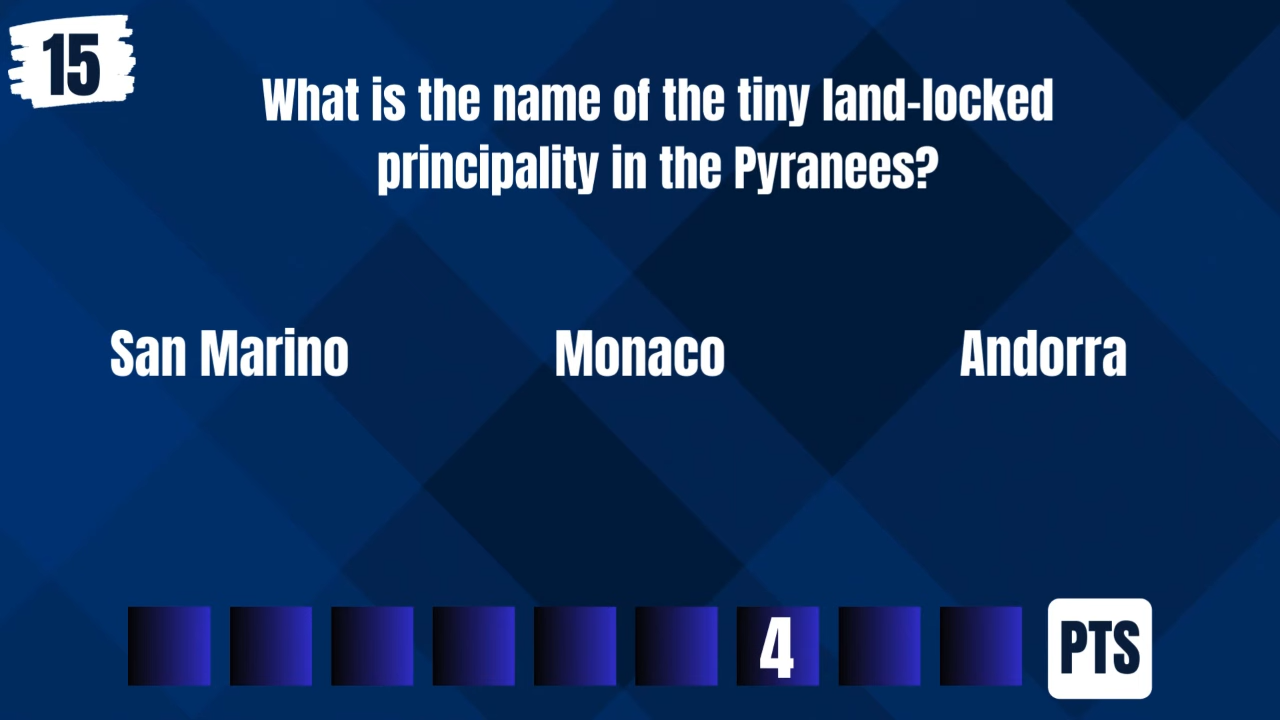 15
What is the name of the tiny land-locked
principality in the Pyranees?
San Marino
Monaco
Andorra
4
PTS